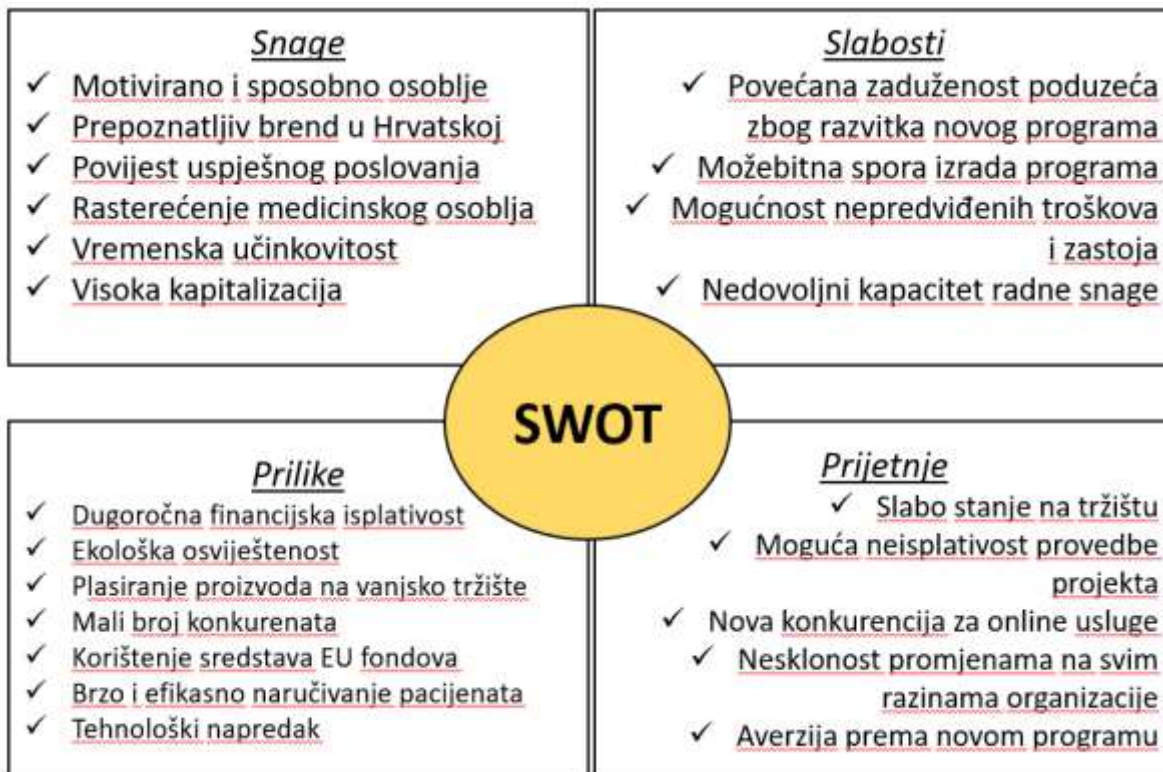 Snage
✓ Motivirano i sposobno osoblje
✓ Prepoznatljiv brend u Hrvatskoj
✓ Povijest uspješnog poslovanja
✓ Rasterećenje medicinskog osoblja
✓ Vremenska učinkovitost
✓ Visoka kapitalizacija
Slabosti
✓ Povećana zaduženost poduzeća
zbog razvitka novog programa
✓ Možebitna spora izrada programa
✓ Mogućnost nepredviđenih troškova
i zastoja
✓ Nedovoljni kapacitet radne snage
SWOT
Prilike
✓ Dugoročna financijska isplativost
✓ Ekološka osviještenost
✓ Plasiranje proizvoda na vanjsko tržište
✓ Mali broj konkurenata
✓ Korištenje sredstava EU fondova
✓ Brzo i efikasno naručivanje pacijenata
✓ Tehnološki napredak
Prijetnje
✓ Slabo stanje na tržištu
✓ Moguća neisplativost provedbe
projekta
✓ Nova konkurencija za online usluge
✓ Nesklonost promjenama na svim
razinama organizacije
✓ Averzija prema novom programu